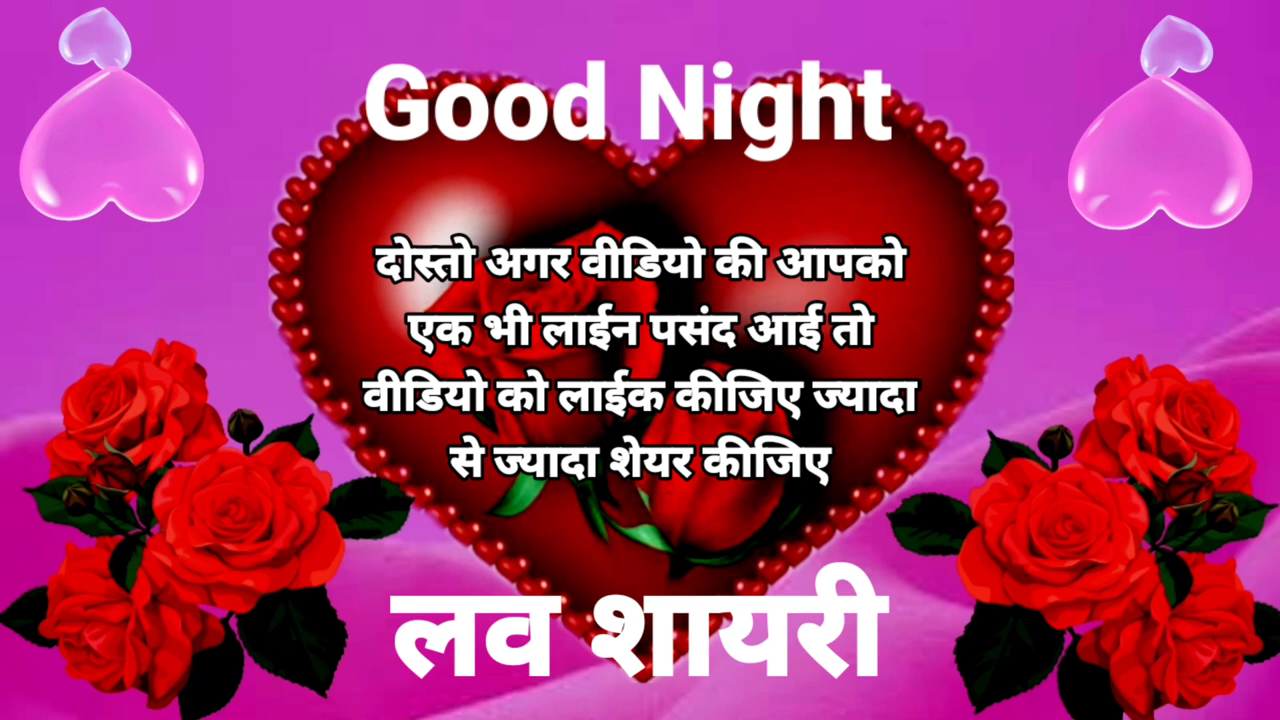 Good Night
दोस्तो अगर वीडियो की आपको
एक भी लाईन पसंद आई तो
वीडियो को लाईक कीजिए ज्यादा
से ज्यादा शेयर कीजिए
लव शायरी